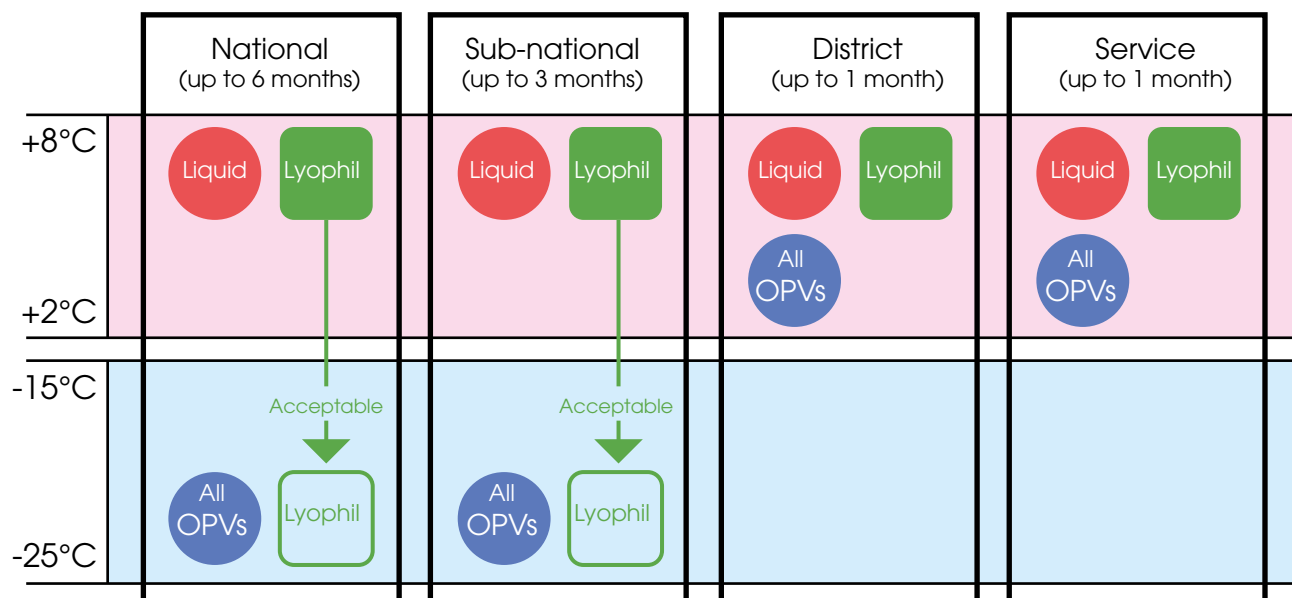 National
(up to 6 months)
Sub-national
(up to 3 months)
District
(up to 1 month)
Service
(up to 1 month)
+8°C
Liquid
Lyophil
Liquid
Lyophil
Liquid
Lyophil
Liquid
Lyophil
All
OPVs
All
OPVs
+2°C
-15°C
Acceptable
Acceptable
All
OPVs
Lyophil
All
OPVs
Lyophil
-25°C